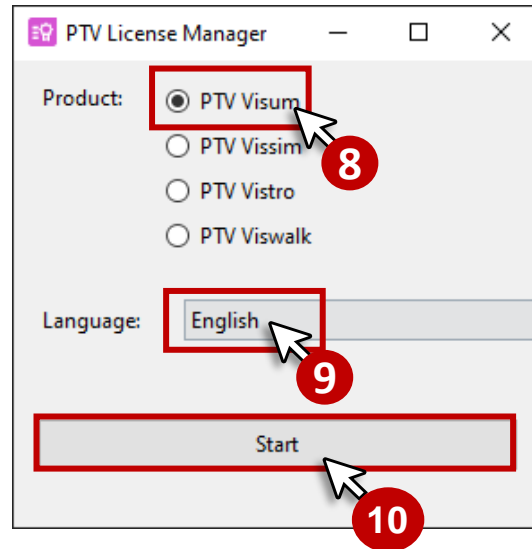 PTV License Manager
Product:
PTV Visum
PTV Vissim
8
PTV Vistro
PTV Viswalk
Language:
English
9
Start
10